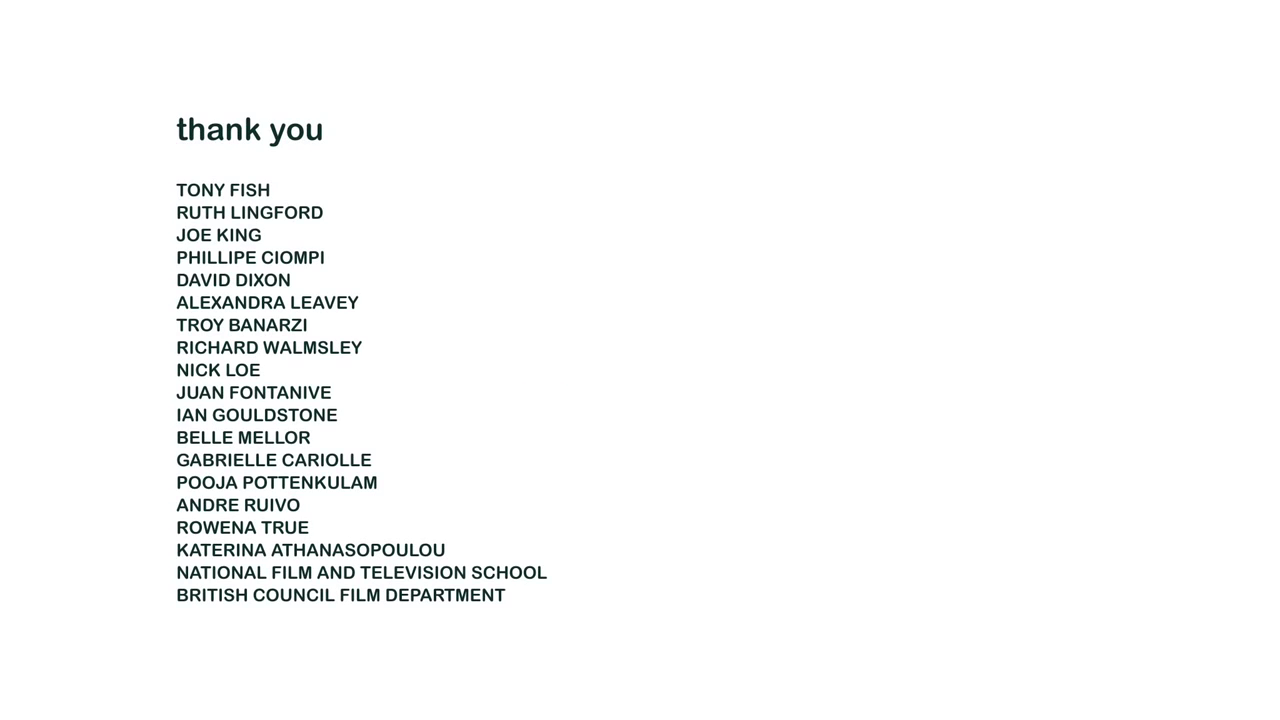 thank you
TONY FISH
RUTH LINGFORD
JOE KING
PHILLIPE CIOMPI
DAVID DIXON
ALEXANDRA LEAVEY
TROY BANARZI
RICHARD WALMSLEY
NICK LOE
JUAN FONTANIVE
IAN GOULDSTONE
BELLE MELLOR
GABRIELLE CARIOLLE
POOJA POTTENKULAM
ANDRE RUIVO
ROWENA TRUE
KATERINA ATHANASOPOULOU
NATIONAL FILM AND TELEVISION SCHOOL
BRITISH COUNCIL FILM DEPARTMENT